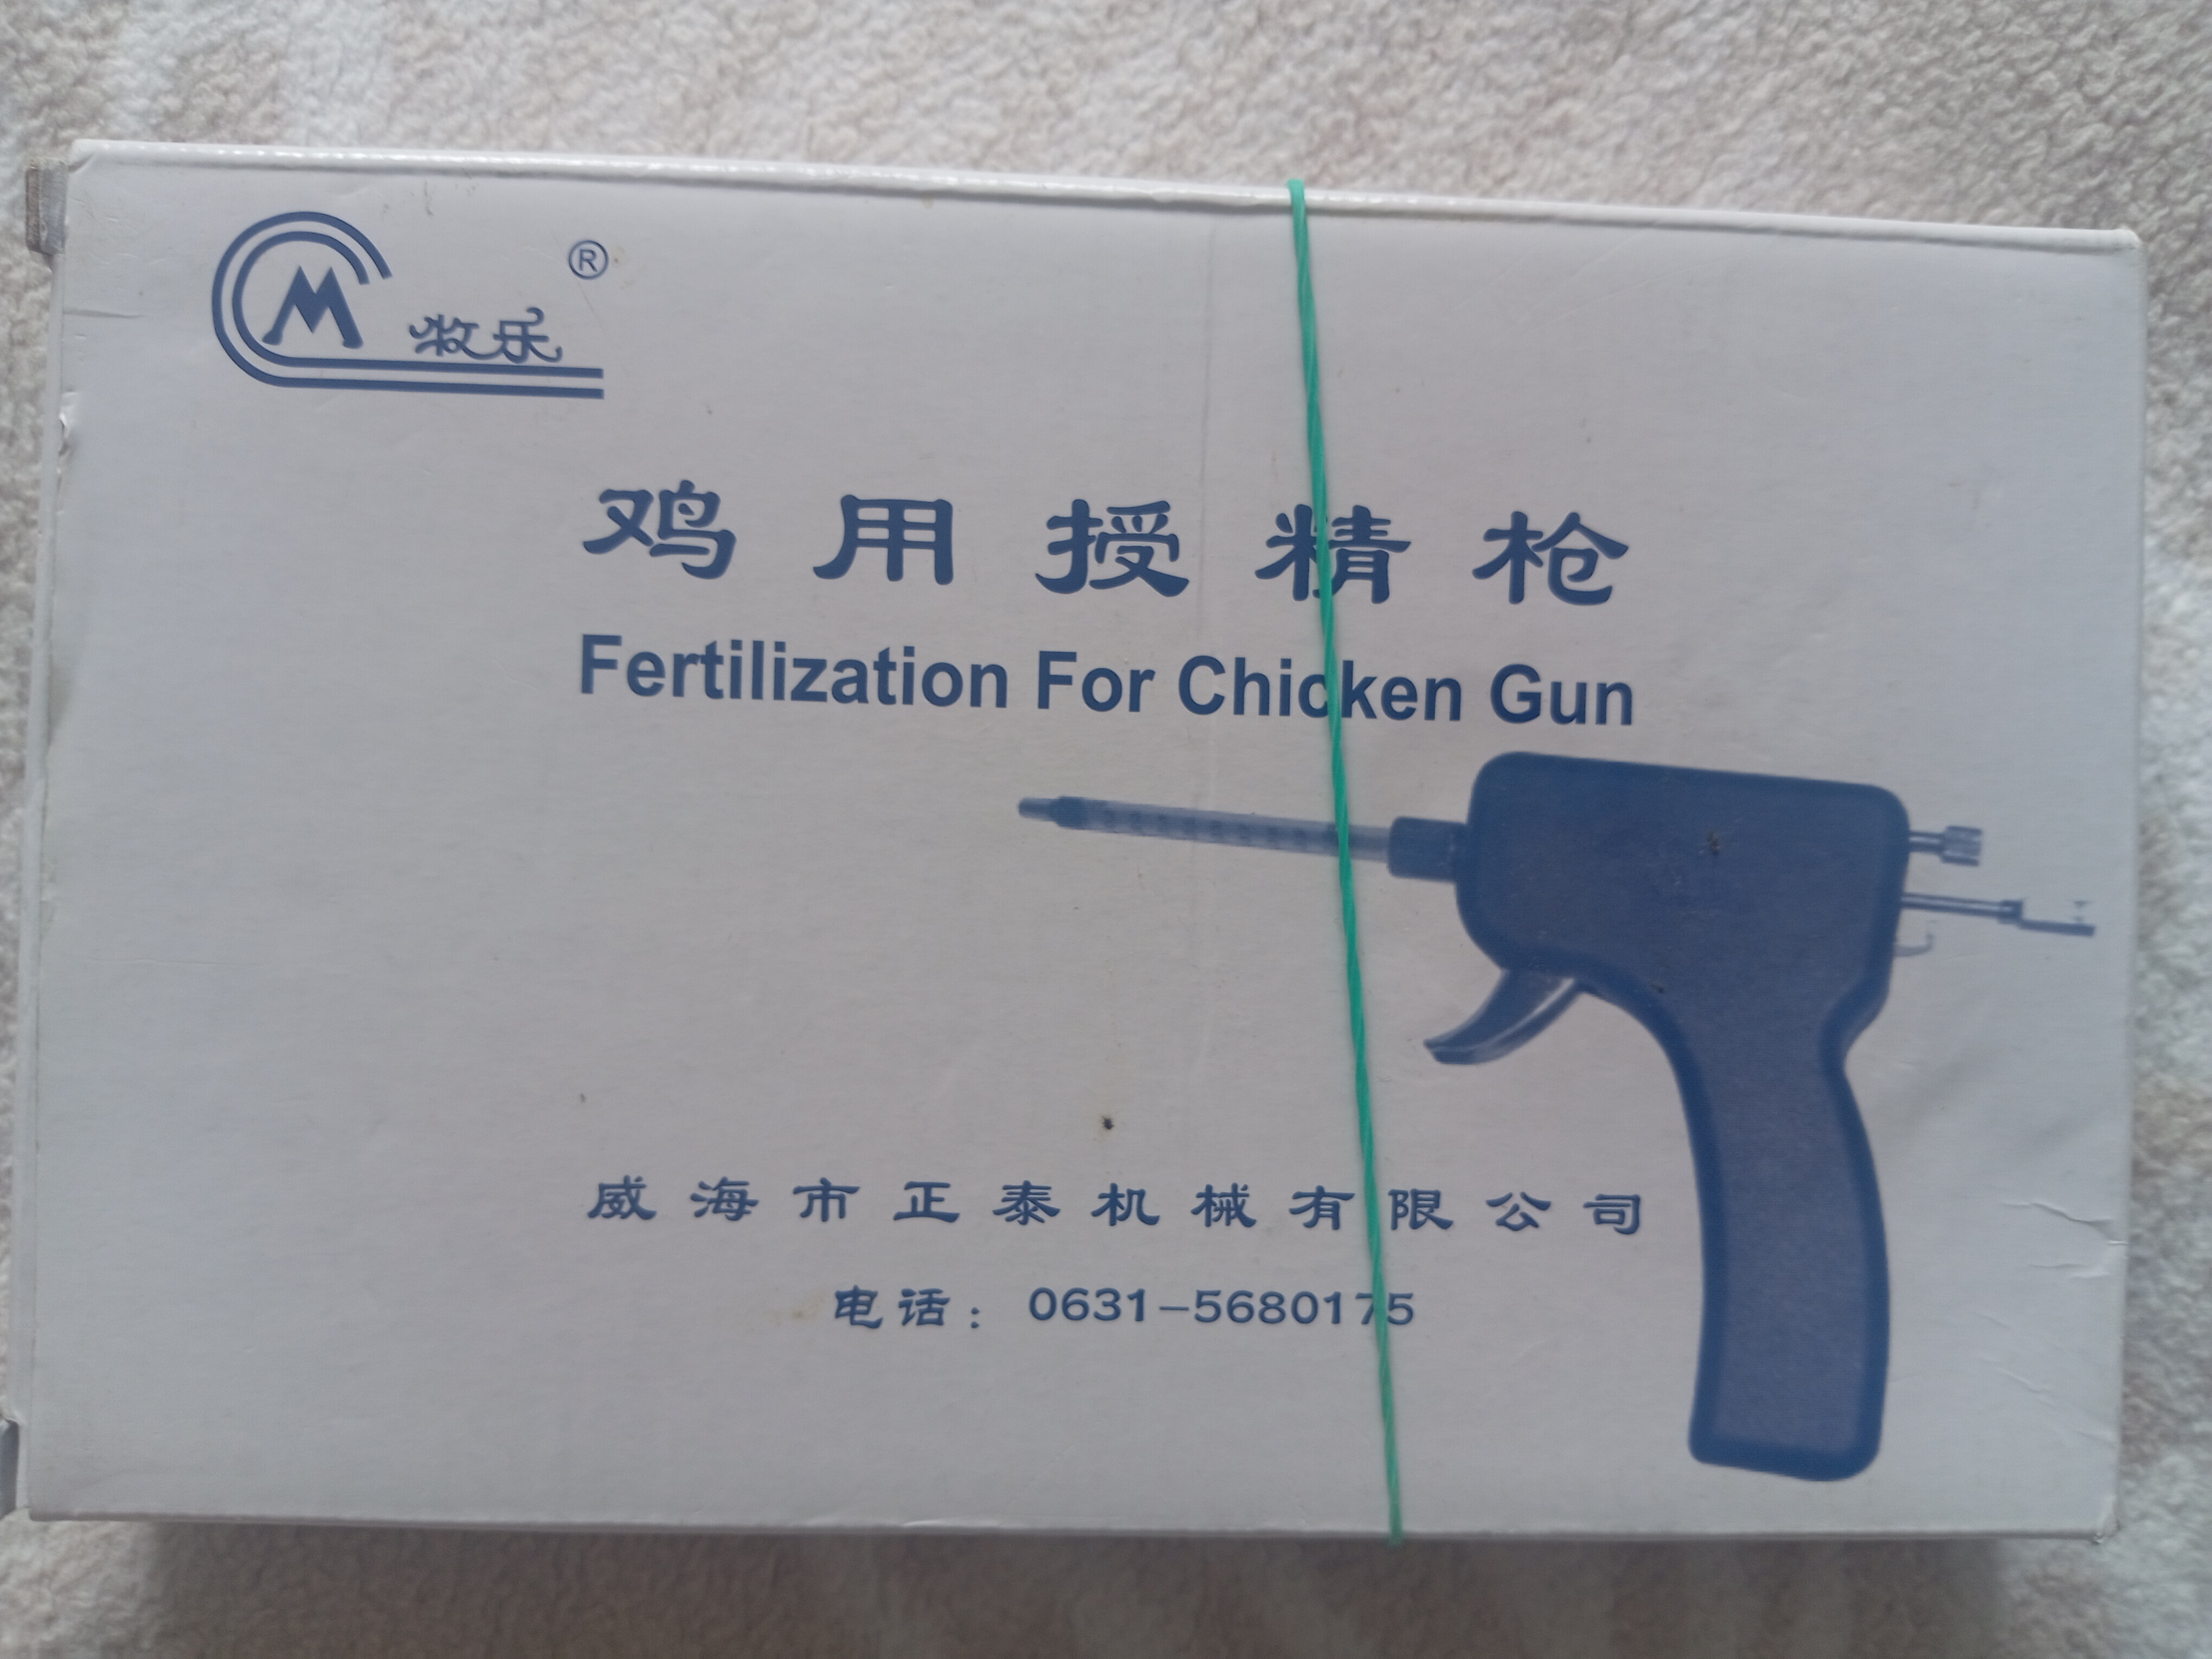 M 牧乐 ®
鸡用授精枪
Fertilization For Chicken Gun
威海市正泰机械有限公司
电话：0631-5680175